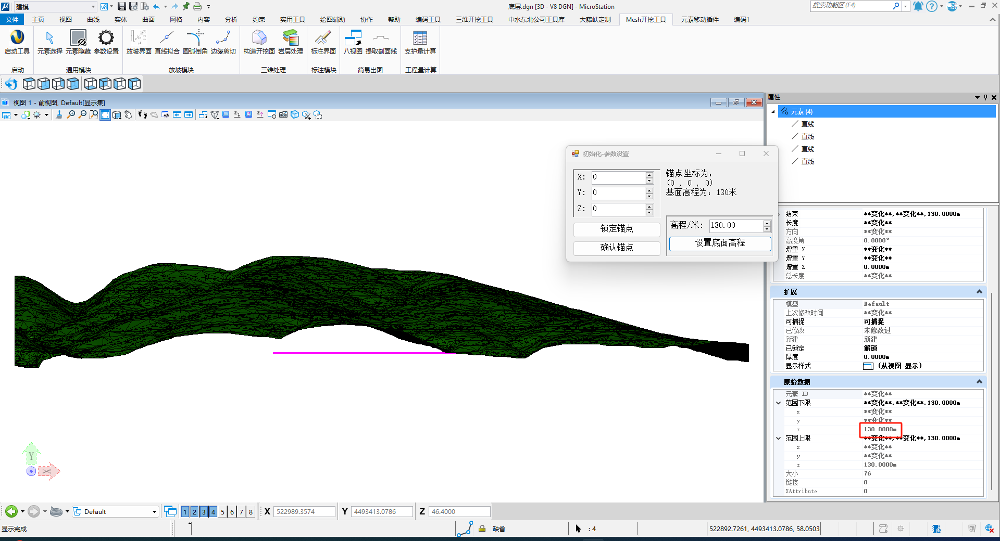 建模
底层.dgn [3D - V8 DGN] - MicroStation
搜索功能区 (F4)
文件 主页 视图 曲线 实体 曲面 网格 内容 分析 约束 实用工具 绘图辅助 协作 帮助 编码工具 三维开挖工具 中水东北公司工具库 大藤峡定制 Mesh开挖工具 元素移动插件 编码1
启动工具 元素选择 元素隐藏 参数设置 放坡界面 直线拟合 圆弧倒角 边缘剪切 构造开挖面 岩层处理 标注界面 八视图 提取剖面线 支护量计算
启动 通用模块 放坡模块 三维处理 标注模块 简易出图 工程量计算
视图 1 - 前视图, Default[显示集]
属性
元素 (4)
直线
直线
直线
直线
初始化-参数设置
X: 0
Y: 0
Z: 0
锁定锚点
确认锚点
锚点坐标为:
(0 , 0 , 0)
基面高程为: 130米
高程/米: 130.00
设置底面高程
结束 **变化**,**变化**,130.0000m
长度 **变化**
方向 **变化**
高度角 0.0000°
增量 X **变化**
增量 Y **变化**
增量 Z 0.0000m
总长度 **变化**
扩展
模型 Default
上次修改时间 **变化**
可捕捉 可捕捉
已修改 未修改过
新建 新建
已锁定 解锁
厚度 0.0000m
显示样式 (从视图 显示)
原始数据
元素 ID **变化**
范围下限 **变化**,**变化**,130.0000m
x **变化**
y **变化**
z 130.0000m
范围上限 **变化**,**变化**,130.0000m
x **变化**
y **变化**
z 130.0000m
大小 76
链接 0
XAttribute 0
Y
X
Default 1 2 3 4 5 6 7 8 X 522989.3574 Y 4493413.0786 Z 46.4000
显示完成 缺省 : 4 522892.7261, 4493413.0786, 58.0503